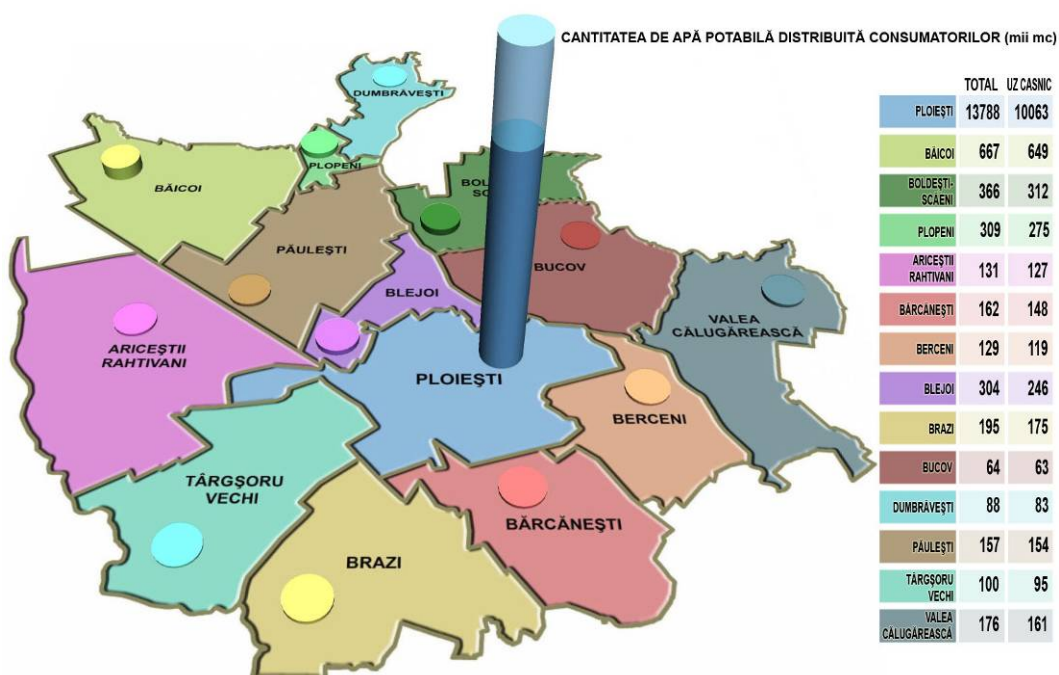 CANTITATEA DE APĂ POTABILĂ DISTRIBUITĂ CONSUMATORILOR (mii mc)
DUMBRĂVEŞTI
PLOPENI
BĂICOI
BOLDEŞTI
SC
PĂULEŞTI
BUCOV
BLEJOI
VALEA
CĂLUGĂREASCĂ
ARICEŞTII
RAHTIVANI
PLOIEŞTI
BERCENI
TÂRGŞORU
VECHI
BĂRCĂNEŞTI
BRAZI
TOTAL UZ CASNIC
PLOIEŞTI 13788 10063
BĂICOI 667 649
BOLDEŞTI-
SCAENI 366 312
PLOPENI 309 275
ARICEŞTII
RAHTIVANI 131 127
BĂRCĂNEŞTI 162 148
BERCENI 129 119
BLEJOI 304 246
BRAZI 195 175
BUCOV 64 63
DUMBRĂVEŞTI 88 83
PĂULEŞTI 157 154
TÂRGŞORU
VECHI 100 95
VALEA
CĂLUGĂREASCĂ 176 161